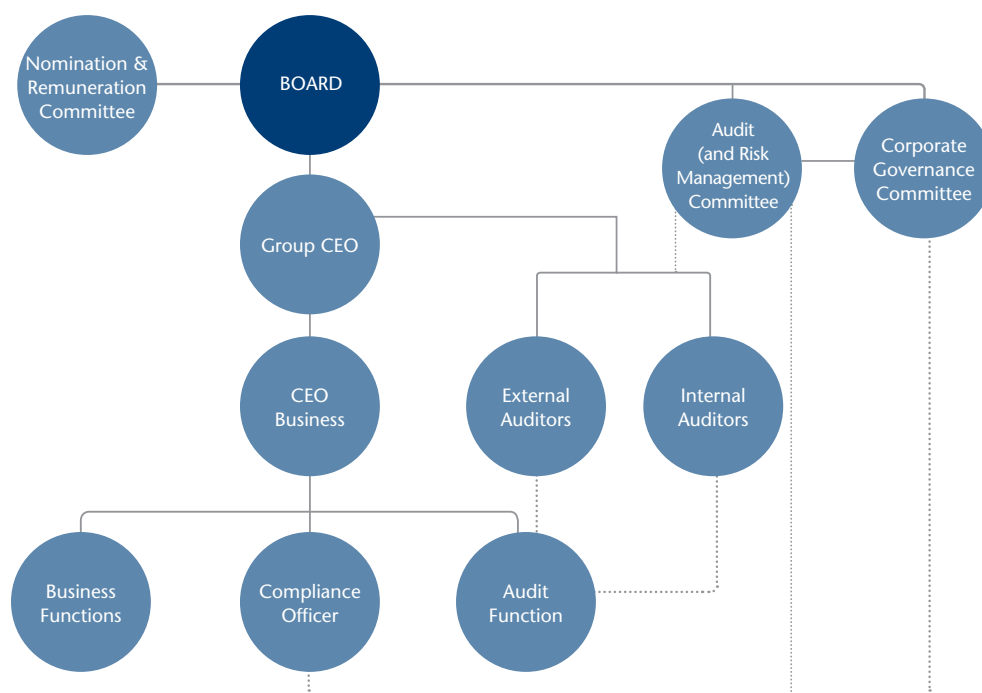 Nomination &
Remuneration
Committee
BOARD
Audit
(and Risk
Management)
Committee
Corporate
Governance
Committee
Group CEO
CEO
Business
External
Auditors
Internal
Auditors
Business
Functions
Compliance
Officer
Audit
Function